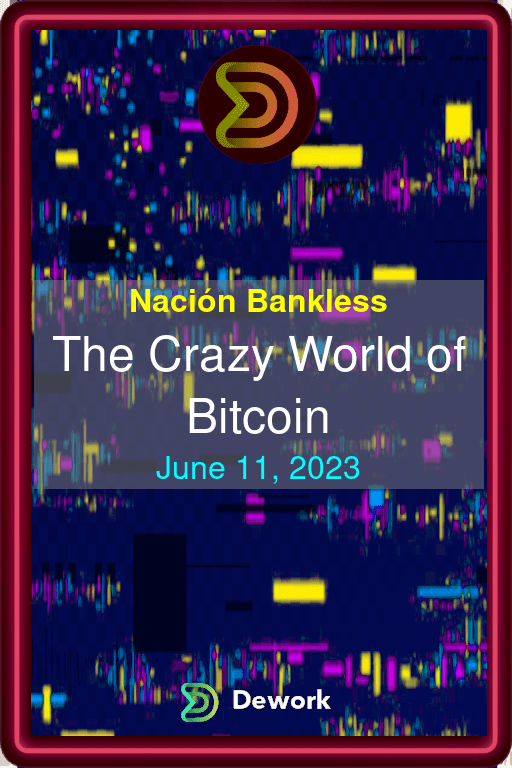 Nación Bankless
The Crazy World of
Bitcoin
June 11, 2023
Dework